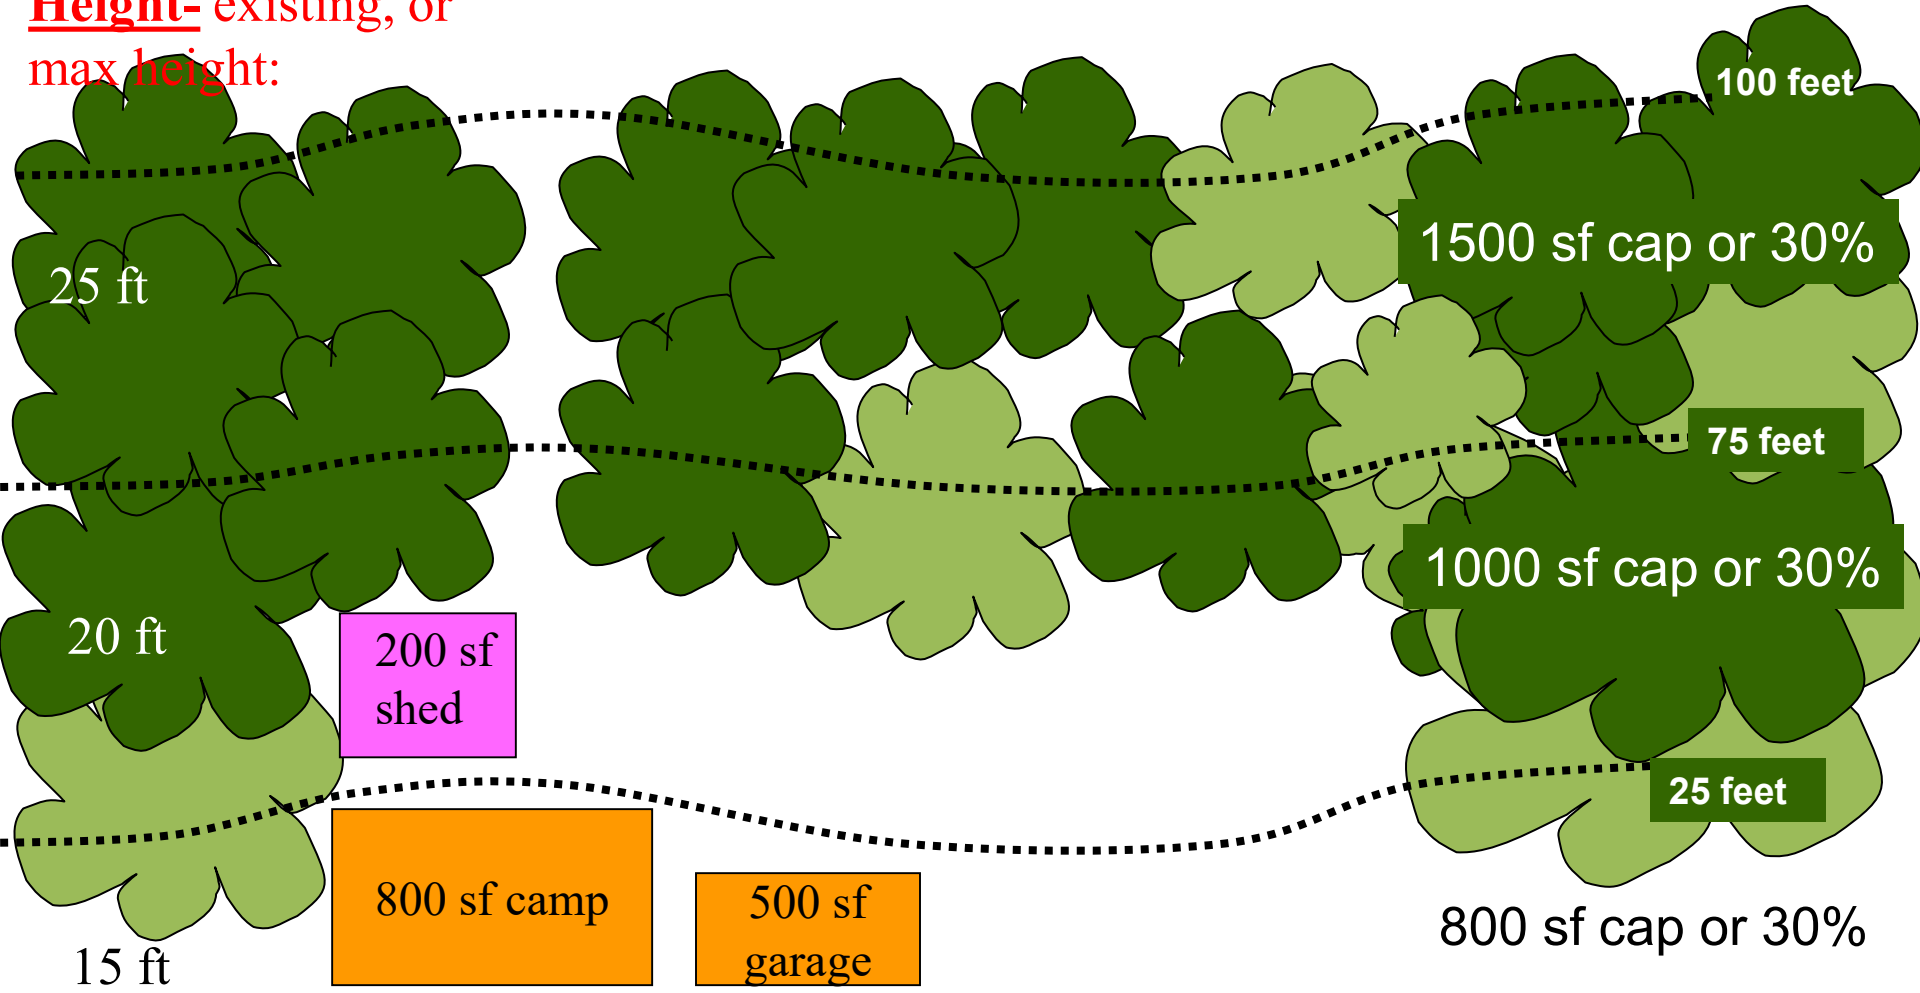 Height- existing, or
max height:
100 feet
1500 sf cap or 30%
25 ft
75 feet
1000 sf cap or 30%
20 ft
200 sf
shed
25 feet
800 sf camp
500 sf
garage
800 sf cap or 30%
15 ft